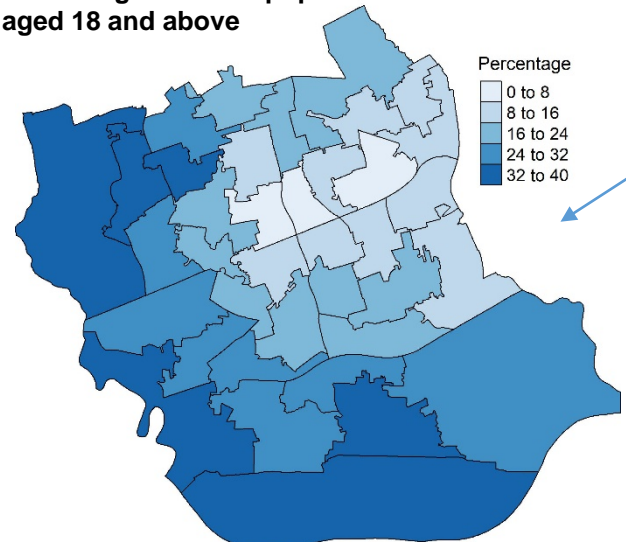 aged 18 and above
Percentage
0 to 8
8 to 16
16 to 24
24 to 32
32 to 40